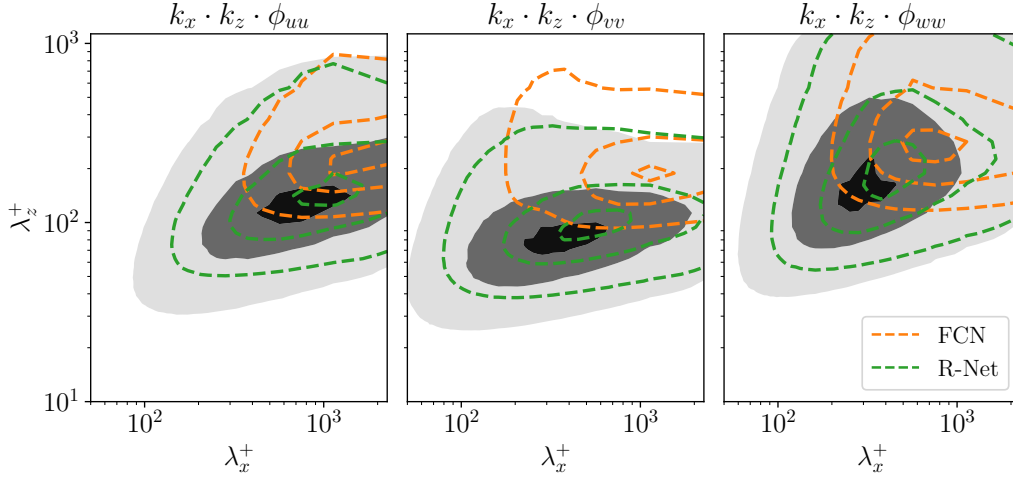 k_x · k_z · φ_uu k_x · k_z · φ_vv k_x · k_z · φ_ww
10^3
10^2
10^1
λ_z^+
FCN
R-Net
10^2 10^3 10^2 10^3 10^2 10^3
λ_x^+ λ_x^+ λ_x^+